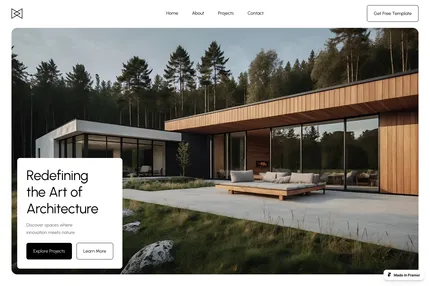 Home About Projects Contact
Get Free Template
Redefining
the Art of
Architecture
Discover spaces where
innovation meets nature
Explore Projects Learn More
Made in Framer